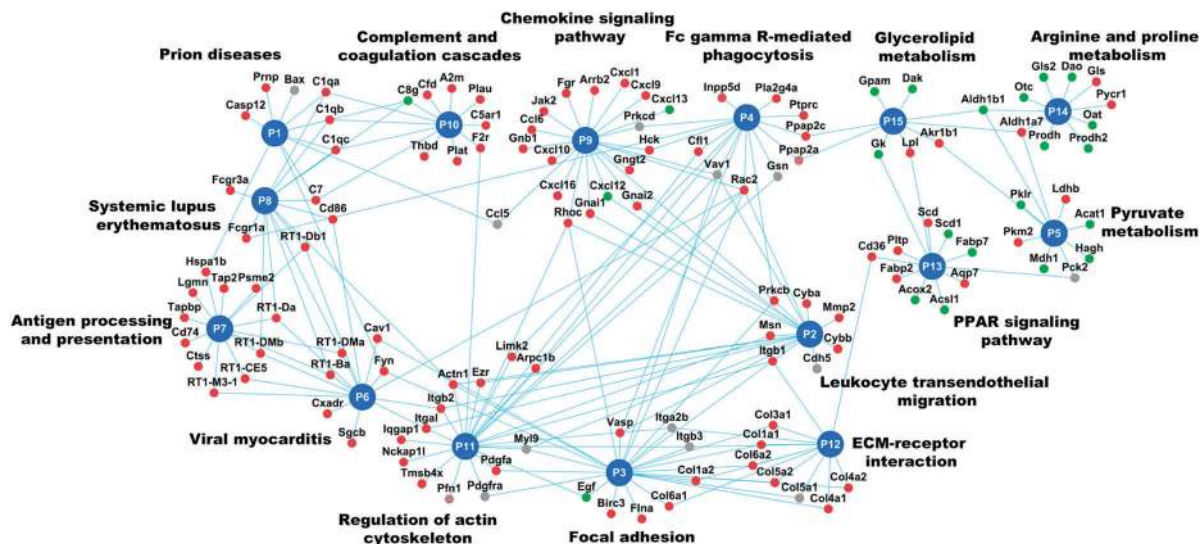 Chemokine signaling
pathway
Fc gamma R-mediated
phagocytosis
Complement and
coagulation cascades
Prion diseases
Glycerolipid
metabolism
Arginine and proline
metabolism
Prnp
Bax
C1qa
Casp12
C1qb
P1
C1qc
C8g
Cfd
A2m
Plau
C5ar1
P10
F2r
Thbd
Plat
Fgr
Arrb2
Cxcl1
Cxcl9
Cxcl13
Jak2
Prkcd
Ccl6
Gnb1
P9
Hck
Cxcl10
Gngt2
Cxcl16
Cxcl12
Gnai2
Gnai1
Rhoc
Ccl5
Inpp5d
Pla2g4a
Ptprc
P4
Ppap2c
Cfl1
Ppap2a
Vav1
Gsn
Rac2
Gpam
Dak
P15
Aldh1b1
Akr1b1
Gk
Lpl
Gls2
Dao
Gls
Otc
Pycr1
P14
Aldh1a7
Oat
Prodh
Prodh2
Fcgr3a
P8
C7
Cd86
Fcgr1a
RT1-Db1
Systemic lupus
erythematosus
Pklr
Ldhb
Acat1
Pkm2
P5
Hagh
Mdh1
Pck2
Pyruvate
metabolism
Scd
Scd1
Pltp
Cd36
Fabp7
P13
Fabp2
Aqp7
Acox2
Acsl1
PPAR signaling
pathway
Hspa1b
Lgmn
Tap2
Psme2
Tapbp
RT1-Da
P7
Cd74
RT1-DMb
RT1-DMa
Ctss
RT1-CE5
RT1-Ba
RT1-M3-1
Antigen processing
and presentation
Cav1
Fyn
P6
Cxadr
Sgcb
Viral myocarditis
Prkcb
Cyba
Mmp2
P2
Msn
Cybb
Itgb1
Cdh5
Leukocyte transendothelial
migration
Limk2
Arpc1b
Actn1
Ezr
Itgb2
Itgal
Iqgap1
P11
Myl9
Nckap1l
Pdgfa
Tmsb4x
Pdgfra
Pfn1
Regulation of actin
cytoskeleton
Vasp
Itga2b
Itgb3
P3
Egf
Birc3
Flna
Col6a1
Focal adhesion
Col3a1
Col1a1
P12
Col6a2
Col1a2
Col5a2
Col4a2
Col5a1
Col4a1
ECM-receptor
interaction